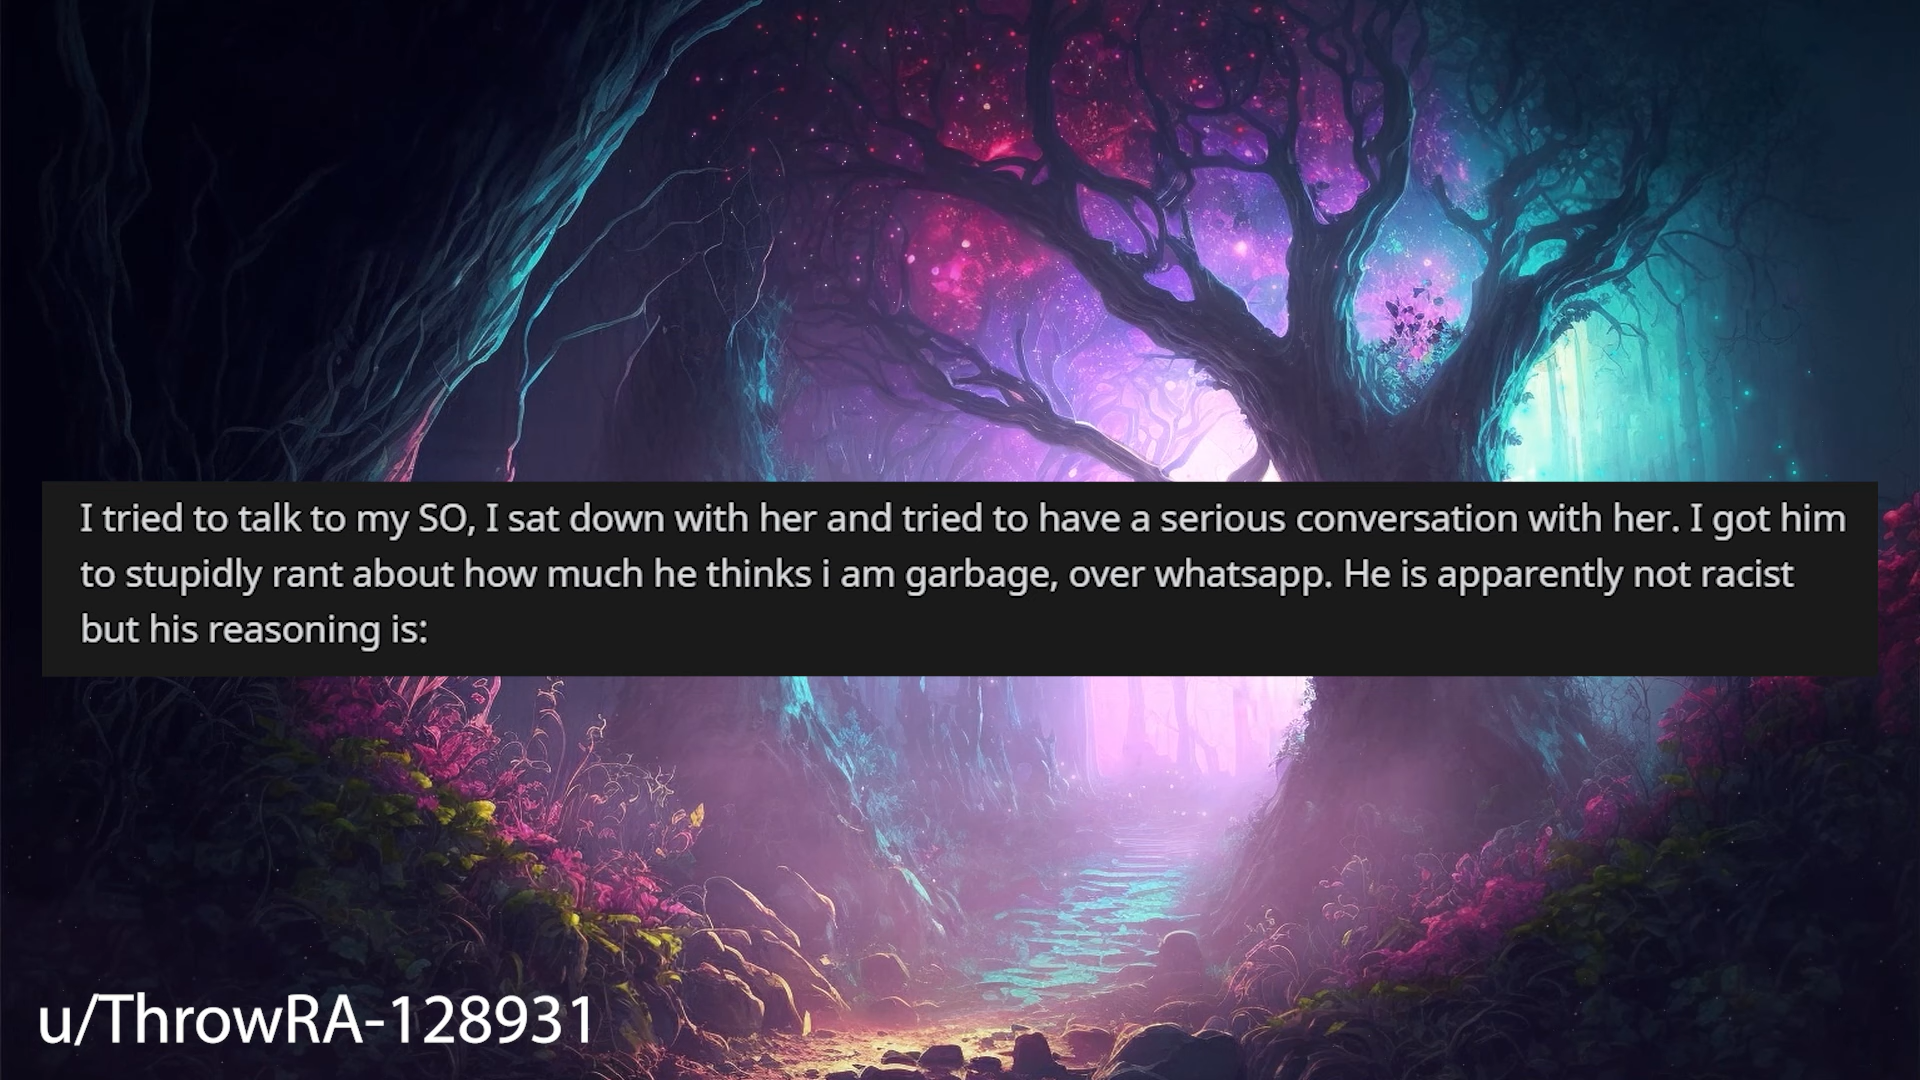 I tried to talk to my SO, I sat down with her and tried to have a serious conversation with her. I got him
to stupidly rant about how much he thinks i am garbage, over whatsapp. He is apparently not racist
but his reasoning is:
u/ThrowRA-128931